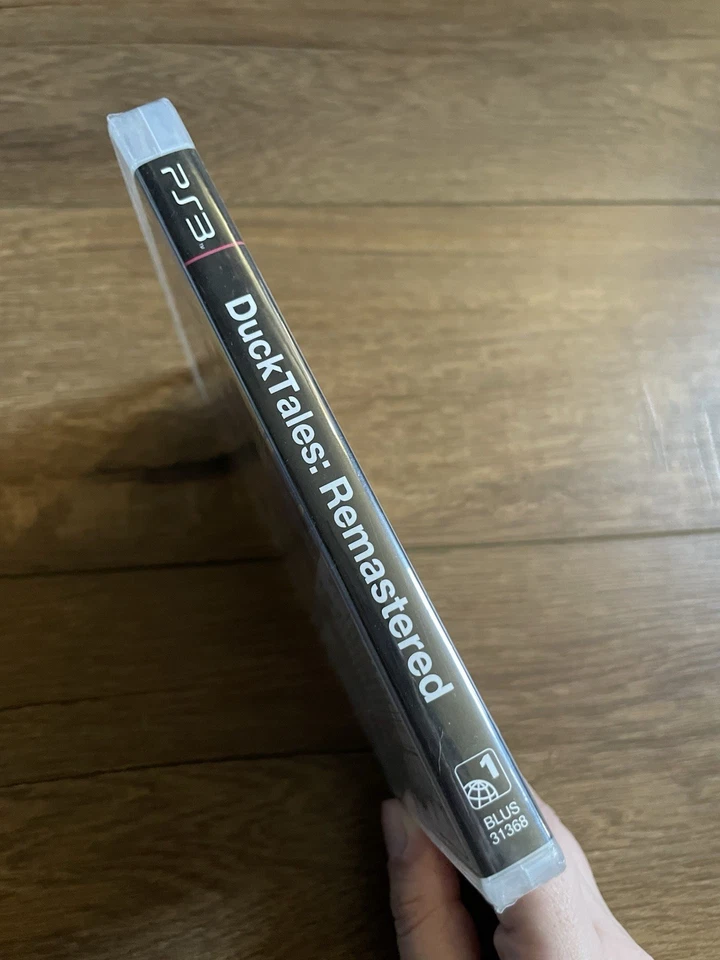 PS3
DuckTales: Remastered
1
BLUS
31368